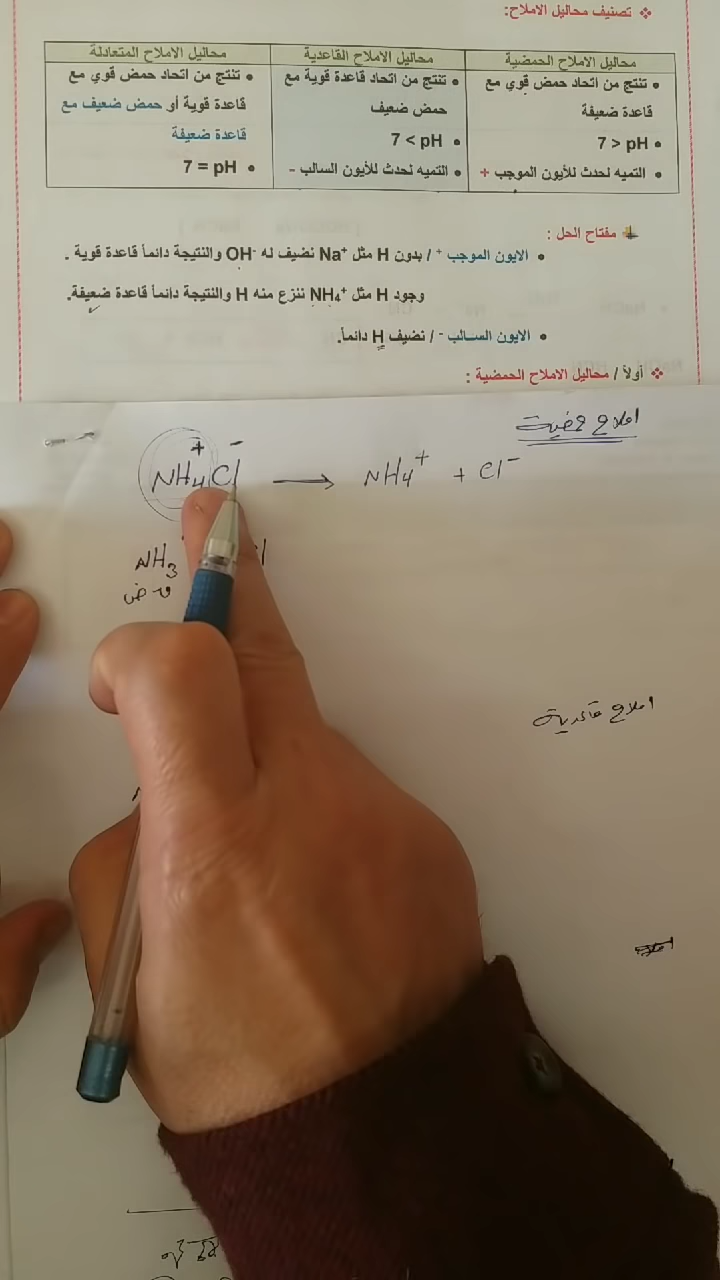 ❖ تصنيف محاليل الاملاح:
محاليل الاملاح الحمضية
محاليل الاملاح القاعدية
محاليل الاملاح المتعادلة
• تنتج من اتحاد حمض قوي مع
قاعدة ضعيفة
• 7 > pH
• التميه تحدث للأيون الموجب +
• تنتج من اتحاد قاعدة قوية مع
حمض ضعيف
• 7 < pH
• التميه تحدث للأيون السالب -
• تنتج من اتحاد حمض قوي مع
قاعدة قوية أو حمض ضعيف مع
قاعدة ضعيفة
• 7 = pH
مفتاح الحل :
• الايون الموجب + / بدون H مثل Na⁺ نضيف له OH⁻ والنتيجة دائماً قاعدة قوية .
وجود H مثل NH₄⁺ ننزع منه H والنتيجة دائماً قاعدة ضعيفة.
• الايون السالب - / نضيف H دائماً.
❖ أولاً / محاليل الاملاح الحمضية :
املاح حمضية
NH₄⁺Cl⁻ → NH₄⁺ + Cl⁻
NH₃
املاح قاعدية